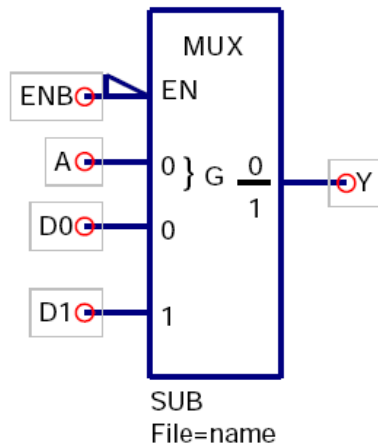 MUX
ENB EN
A 0 } G 0
Y
1
D0 0
D1 1
SUB
File=name